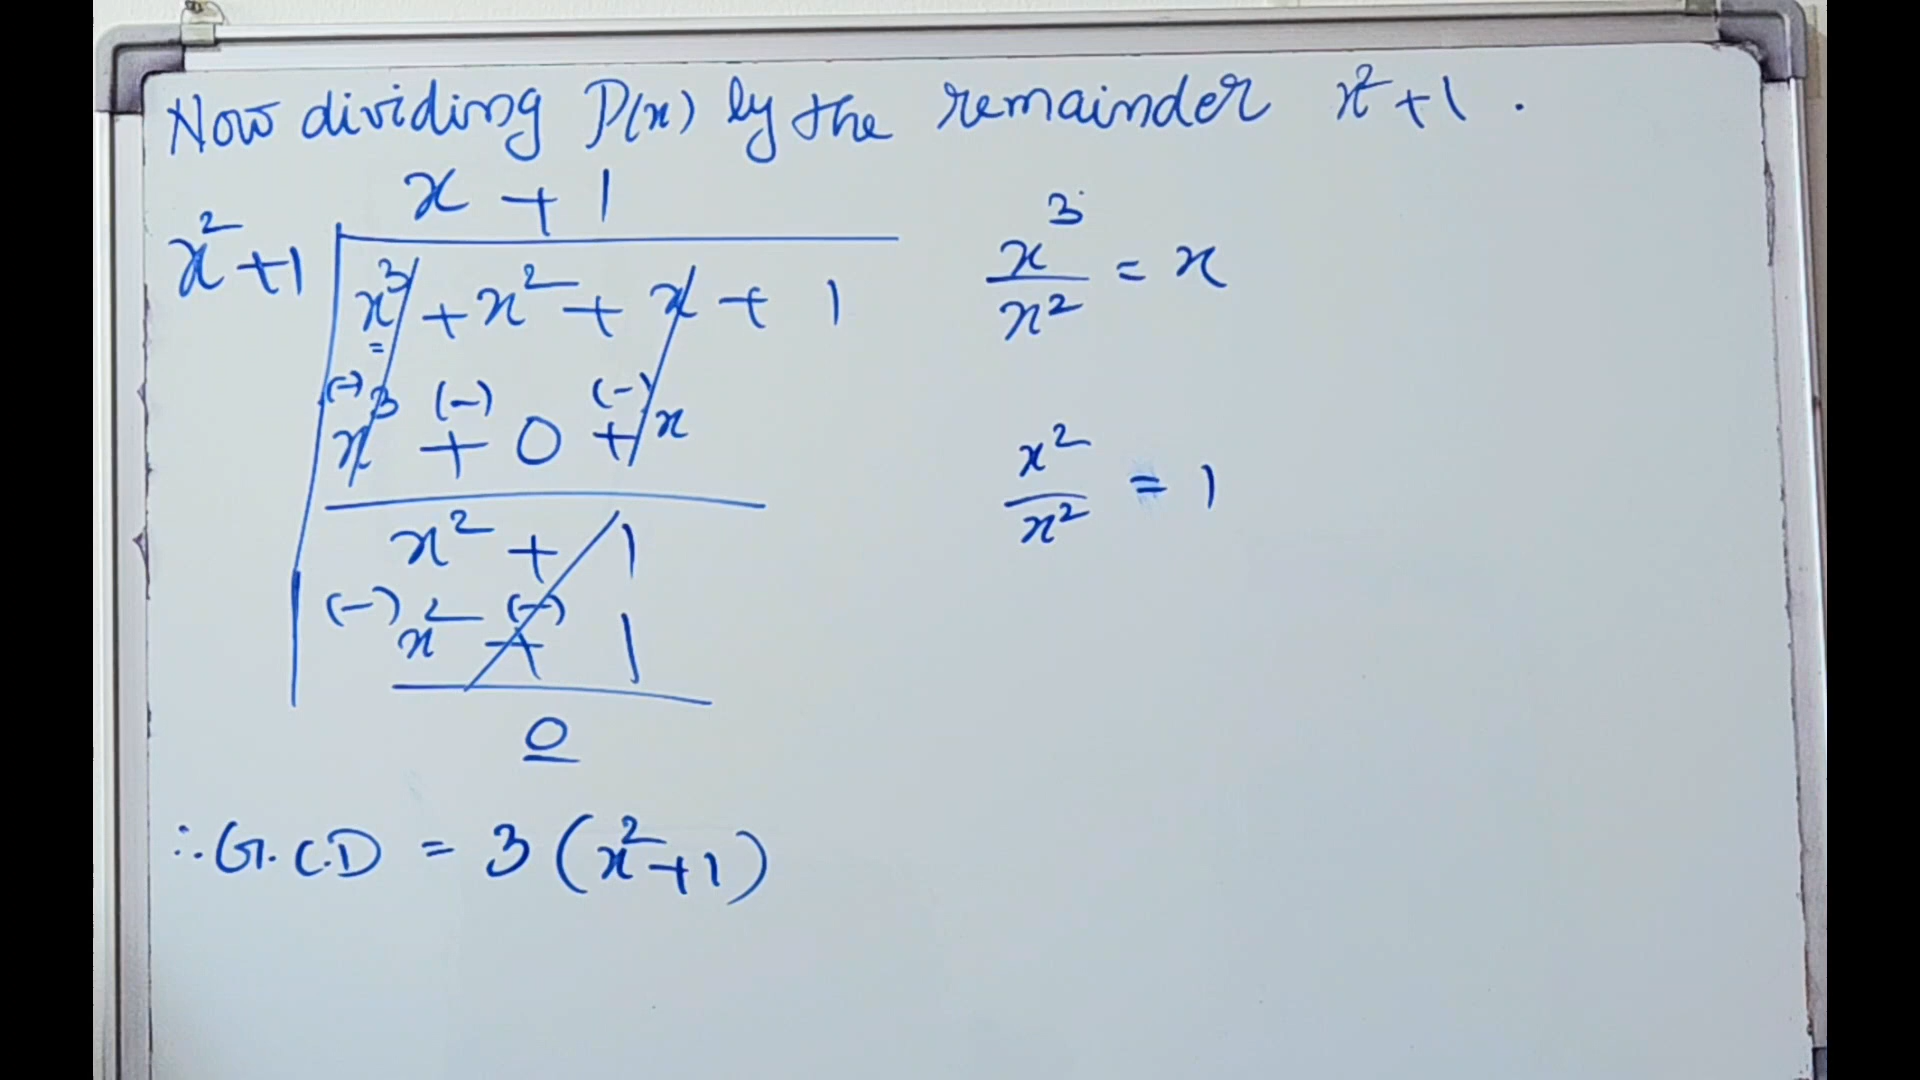 Now dividing P(x) by the remainder x²+1.
x + 1
x²+1 | x³ + x² + x + 1
(-) (-) (-)
x³ + 0 + x
x² + 1
(-) (-)
x² + 1
0
x³/x² = x
x²/x² = 1
∴ G.C.D = 3 (x²+1)